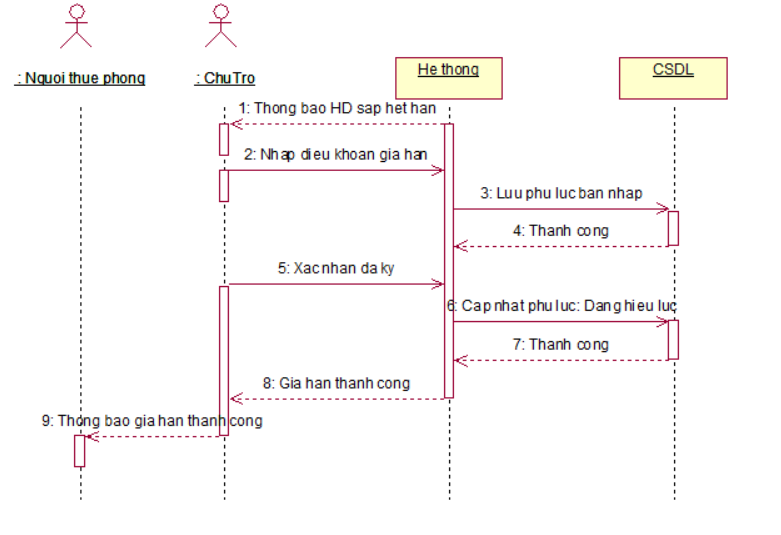 : Nguoi thue phong
: ChuTro
He thong
CSDL
1: Thong bao HD sap het han
2: Nhap dieu khoan gia han
3: Luu phu luc ban nhap
4: Thanh cong
5: Xac nhan da ky
6: Cap nhat phu luc: Dang hieu luc
7: Thanh cong
8: Gia han thanh cong
9: Thong bao gia han thanh cong